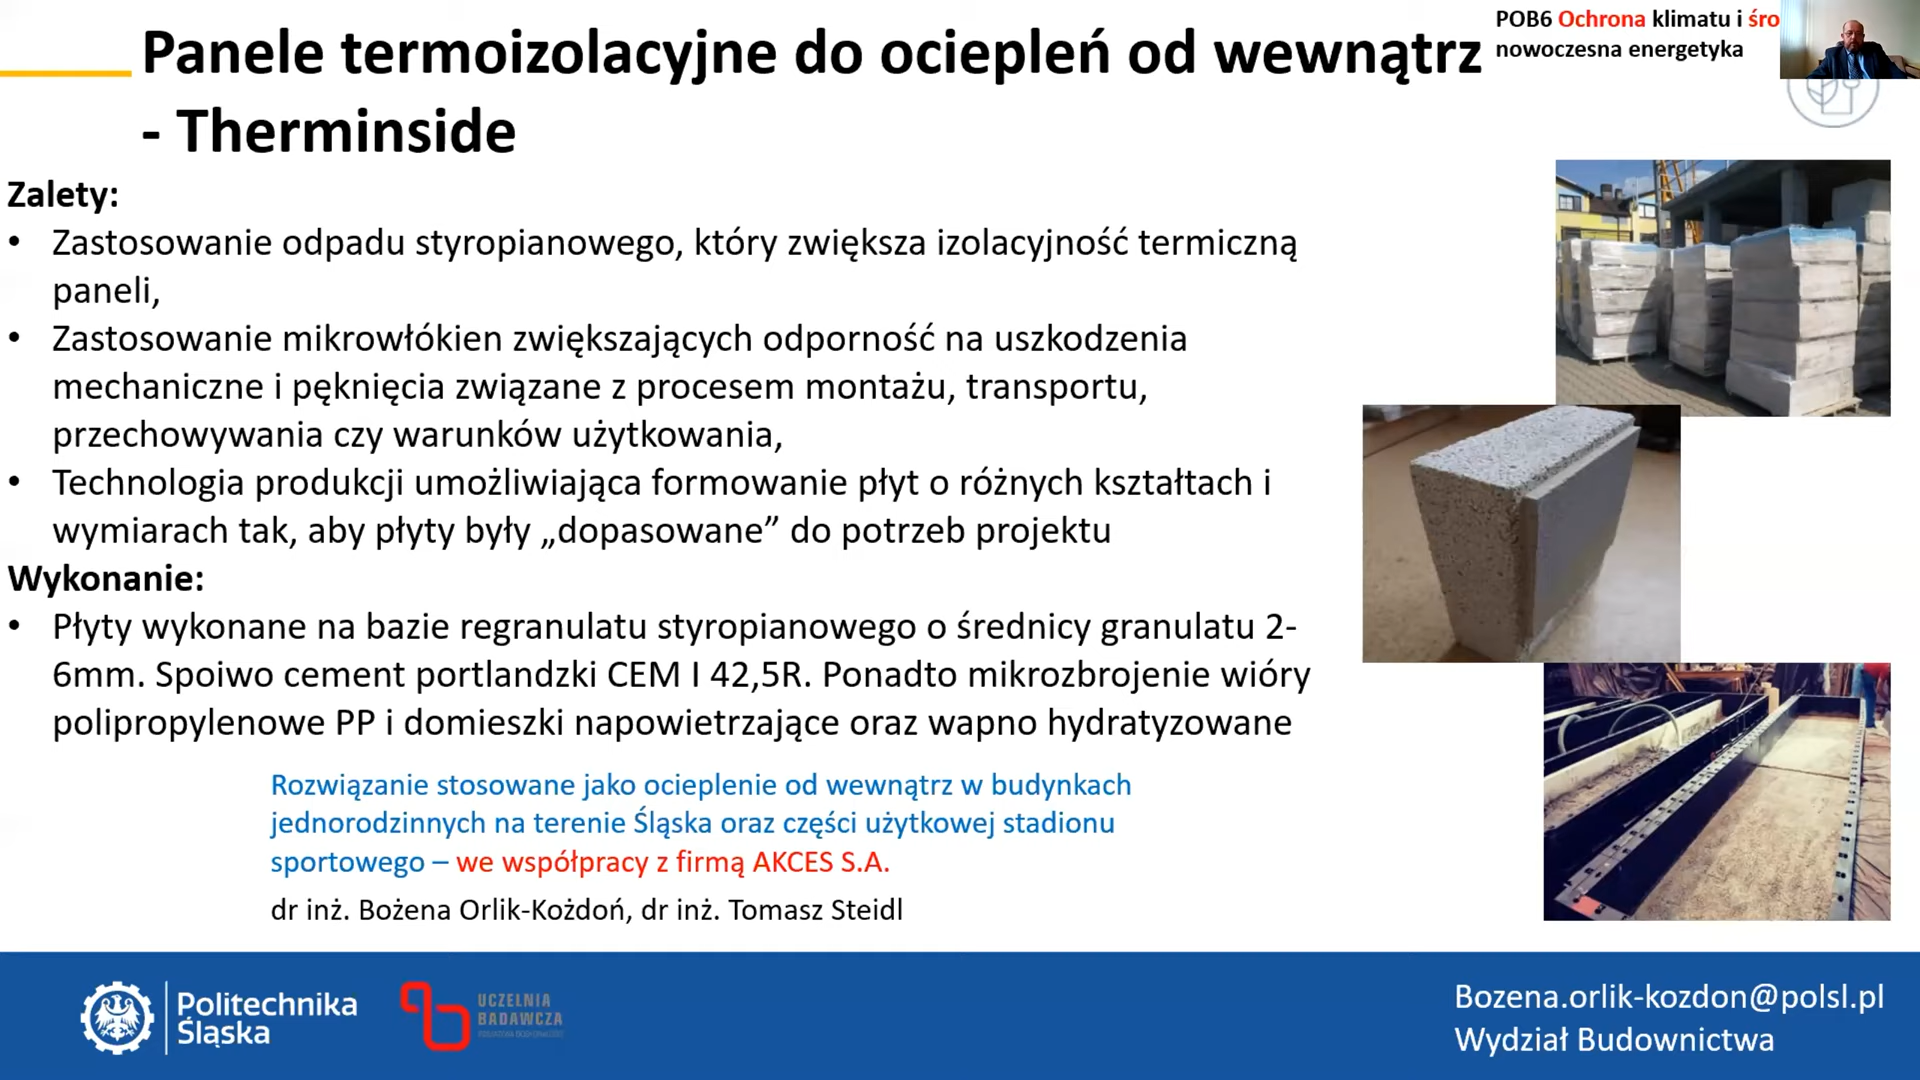 Panele termoizolacyjne do ociepleń od wewnątrz
- Therminside
POB6 Ochrona klimatu i śro
nowoczesna energetyka
Zalety:
• Zastosowanie odpadu styropianowego, który zwiększa izolacyjność termiczną
paneli,
• Zastosowanie mikrowłókien zwiększających odporność na uszkodzenia
mechaniczne i pęknięcia związane z procesem montażu, transportu,
przechowywania czy warunków użytkowania,
• Technologia produkcji umożliwiająca formowanie płyt o różnych kształtach i
wymiarach tak, aby płyty były „dopasowane” do potrzeb projektu
Wykonanie:
• Płyty wykonane na bazie regranulatu styropianowego o średnicy granulatu 2-
6mm. Spoiwo cement portlandzki CEM I 42,5R. Ponadto mikrozbrojenie wióry
polipropylenowe PP i domieszki napowietrzające oraz wapno hydratyzowane
Rozwiązanie stosowane jako ocieplenie od wewnątrz w budynkach
jednorodzinnych na terenie Śląska oraz części użytkowej stadionu
sportowego – we współpracy z firmą AKCES S.A.
dr inż. Bożena Orlik-Kożdoń, dr inż. Tomasz Steidl
Politechnika
Śląska
UCZELNIA
BADAWCZA
Bozena.orlik-kozdon@polsl.pl
Wydział Budownictwa